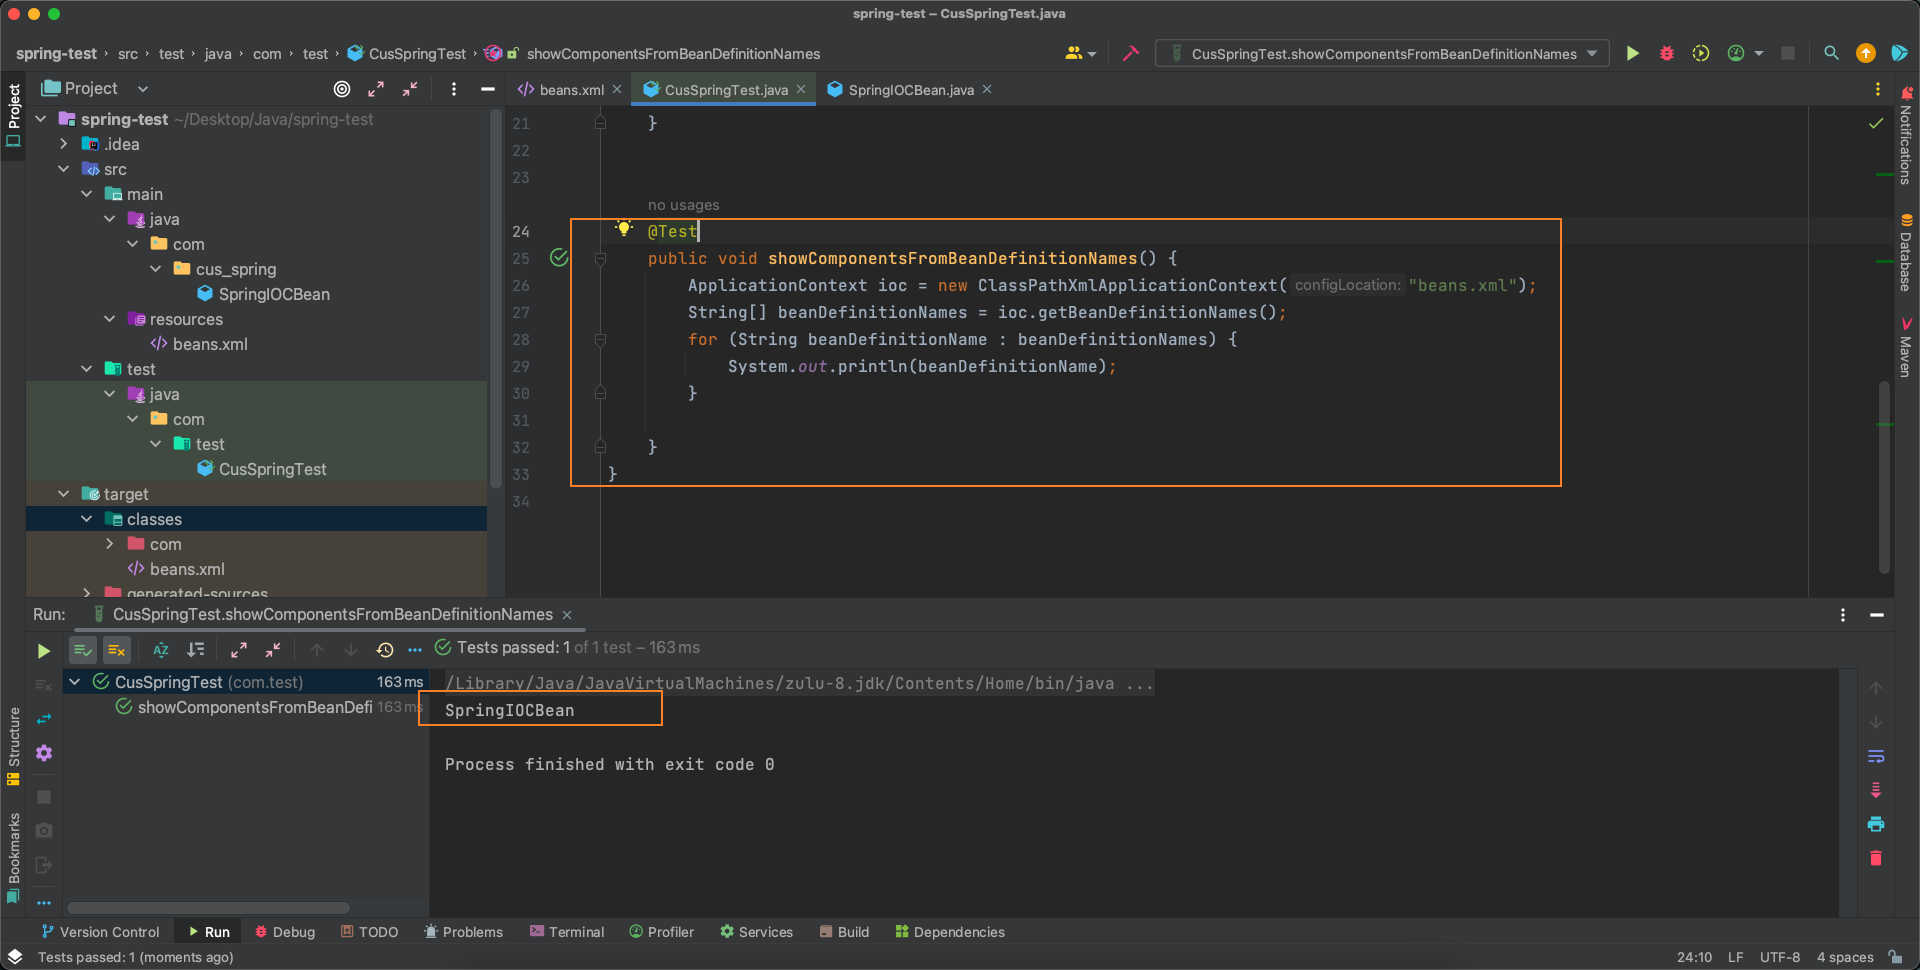 spring-test – CusSpringTest.java
spring-test › src › test › java › com › test › CusSpringTest › showComponentsFromBeanDefinitionNames
CusSpringTest.showComponentsFromBeanDefinitionNames
Project
beans.xml
CusSpringTest.java
SpringIOCBean.java
Project
Structure
Bookmarks
spring-test ~/Desktop/Java/spring-test
.idea
src
main
java
com
cus_spring
SpringIOCBean
resources
beans.xml
test
java
com
test
CusSpringTest
target
classes
com
beans.xml
generated-sources
21 }
22
23
no usages
24 @Test
25 public void showComponentsFromBeanDefinitionNames() {
26 ApplicationContext ioc = new ClassPathXmlApplicationContext( configLocation: "beans.xml");
27 String[] beanDefinitionNames = ioc.getBeanDefinitionNames();
28 for (String beanDefinitionName : beanDefinitionNames) {
29 System.out.println(beanDefinitionName);
30 }
31
32 }
33 }
34
Notifications
Database
Maven
Run: CusSpringTest.showComponentsFromBeanDefinitionNames
Tests passed: 1 of 1 test – 163 ms
CusSpringTest (com.test) 163 ms
showComponentsFromBeanDefi 163 ms
/Library/Java/JavaVirtualMachines/zulu-8.jdk/Contents/Home/bin/java ...
SpringIOCBean
Process finished with exit code 0
Version Control Run Debug TODO Problems Terminal Profiler Services Build Dependencies
Tests passed: 1 (moments ago)
24:10 LF UTF-8 4 spaces